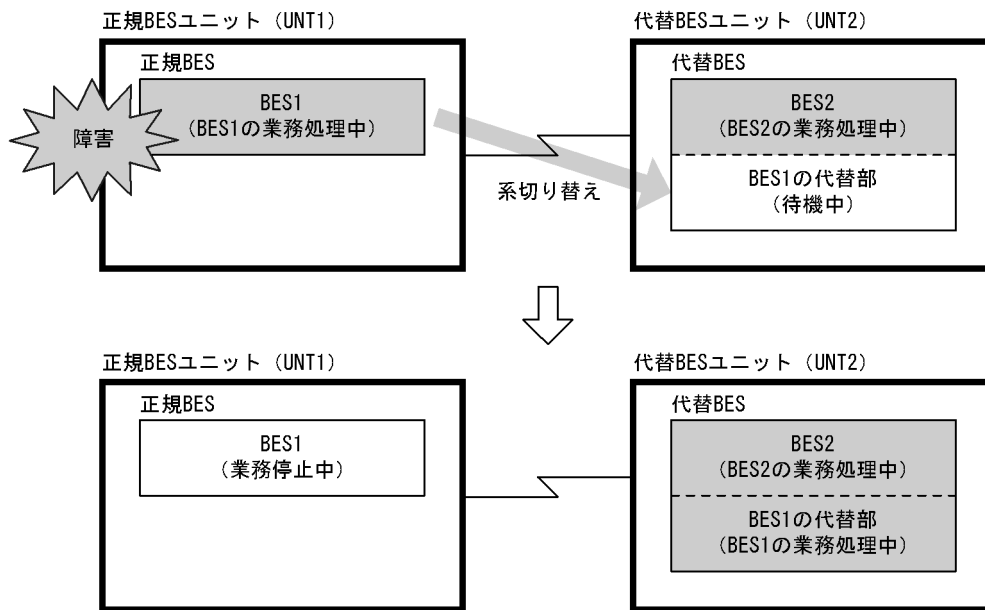 正規BESユニット（UNT1）
代替BESユニット（UNT2）
正規BES
代替BES
障害
BES1
（BES1の業務処理中）
BES2
（BES2の業務処理中）
系切り替え
BES1の代替部
（待機中）
正規BESユニット（UNT1）
代替BESユニット（UNT2）
正規BES
代替BES
BES1
（業務停止中）
BES2
（BES2の業務処理中）
BES1の代替部
（BES1の業務処理中）